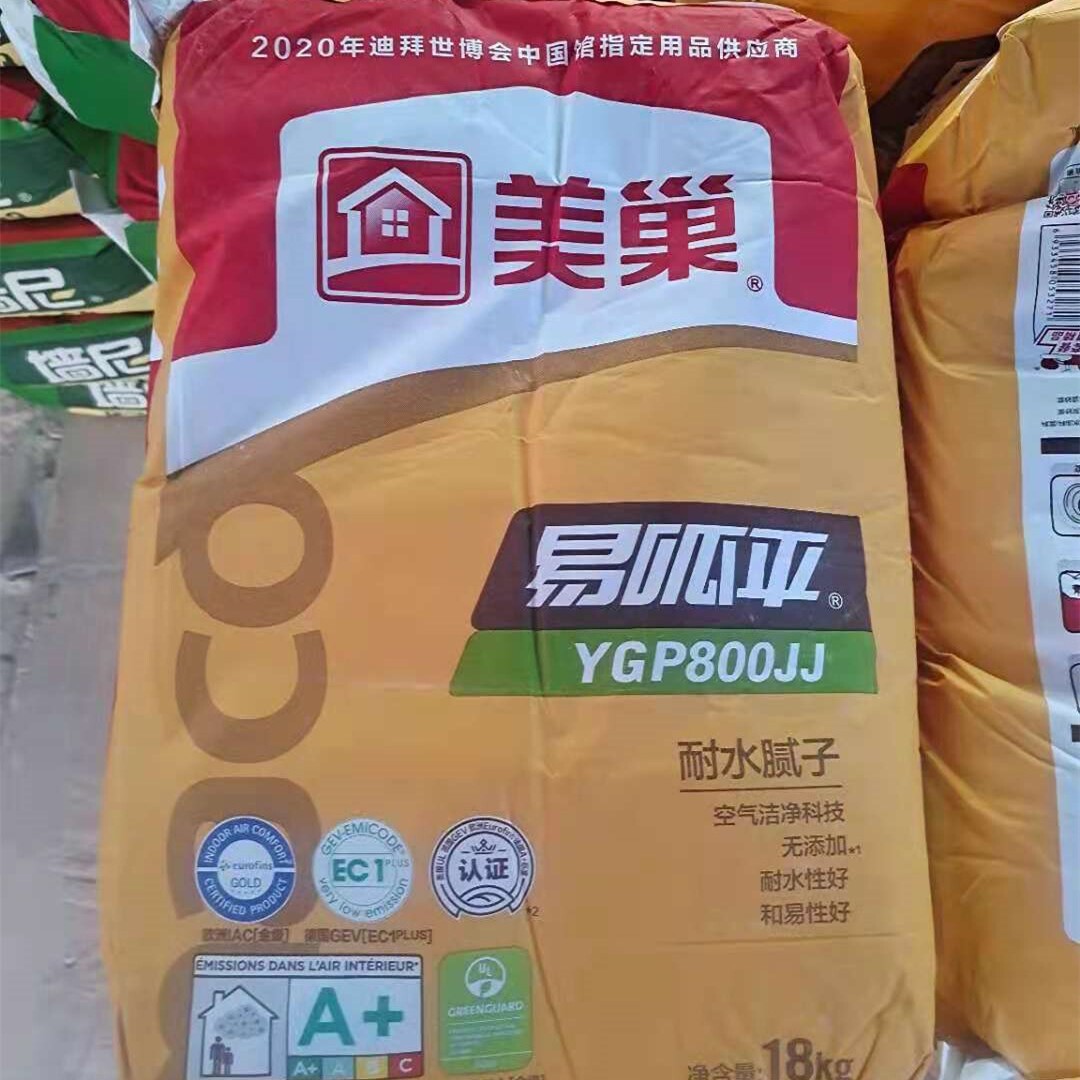 2020年迪拜世博会中国馆指定用品供应商
美巢®
易呱平®
YGP800JJ
耐水腻子
空气洁净科技
无添加*1
耐水性好
和易性好
INDOOR AIR COMFORT
eurofins
GOLD
CERTIFIED PRODUCT
GEV-EMICODE
EC1PLUS
very low emission
认证
*2
欧洲IAC[金级]
德国GEV[EC1PLUS]
ÉMISSIONS DANS L'AIR INTÉRIEUR*
A+
A+ A B C
UL
GREENGUARD
净含量:18kg
墙尼